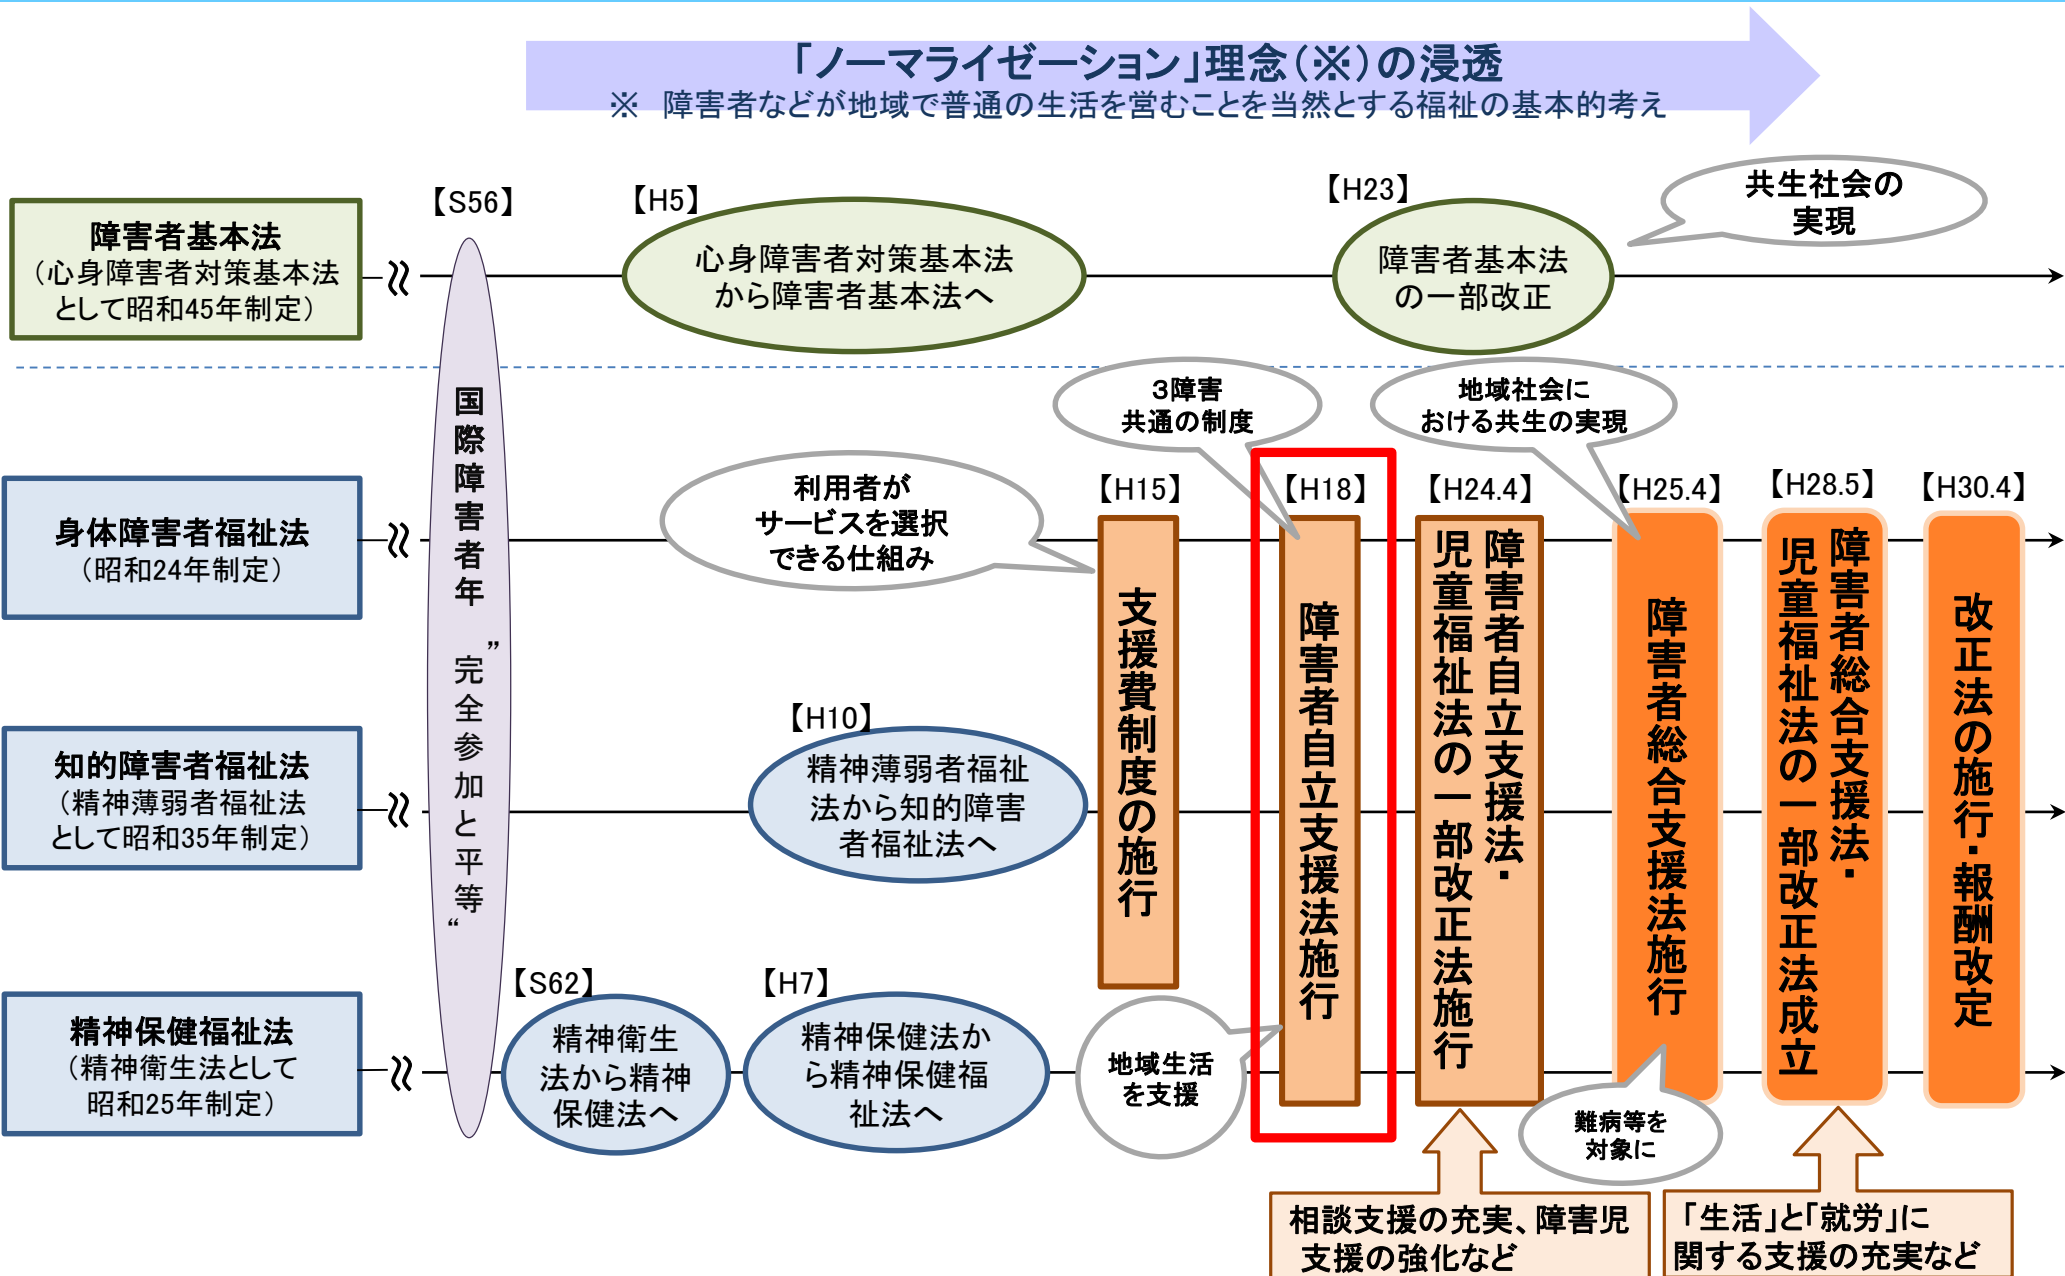 「ノーマライゼーション」理念（※）の浸透
※　障害者などが地域で普通の生活を営むことを当然とする福祉の基本的考え
障害者基本法
（心身障害者対策基本法
として昭和45年制定）
【S56】
【H5】
心身障害者対策基本法
から障害者基本法へ
【H23】
障害者基本法
の一部改正
共生社会の
実現
国際障害者年　”完全参加と平等“
3障害
共通の制度
地域社会に
おける共生の実現
利用者が
サービスを選択
できる仕組み
身体障害者福祉法
（昭和24年制定）
【H15】
支援費制度の施行
【H18】
障害者自立支援法施行
【H24.4】
障害者自立支援法・
児童福祉法の一部改正法施行
【H25.4】
障害者総合支援法施行
【H28.5】
障害者総合支援法・
児童福祉法の一部改正法成立
【H30.4】
改正法の施行・報酬改定
知的障害者福祉法
（精神薄弱者福祉法
として昭和35年制定）
【H10】
精神薄弱者福祉
法から知的障害
者福祉法へ
精神保健福祉法
（精神衛生法として
昭和25年制定）
【S62】
精神衛生
法から精神
保健法へ
【H7】
精神保健法か
ら精神保健福
祉法へ
地域生活
を支援
難病等を
対象に
相談支援の充実、障害児
支援の強化など
「生活」と「就労」に
関する支援の充実など